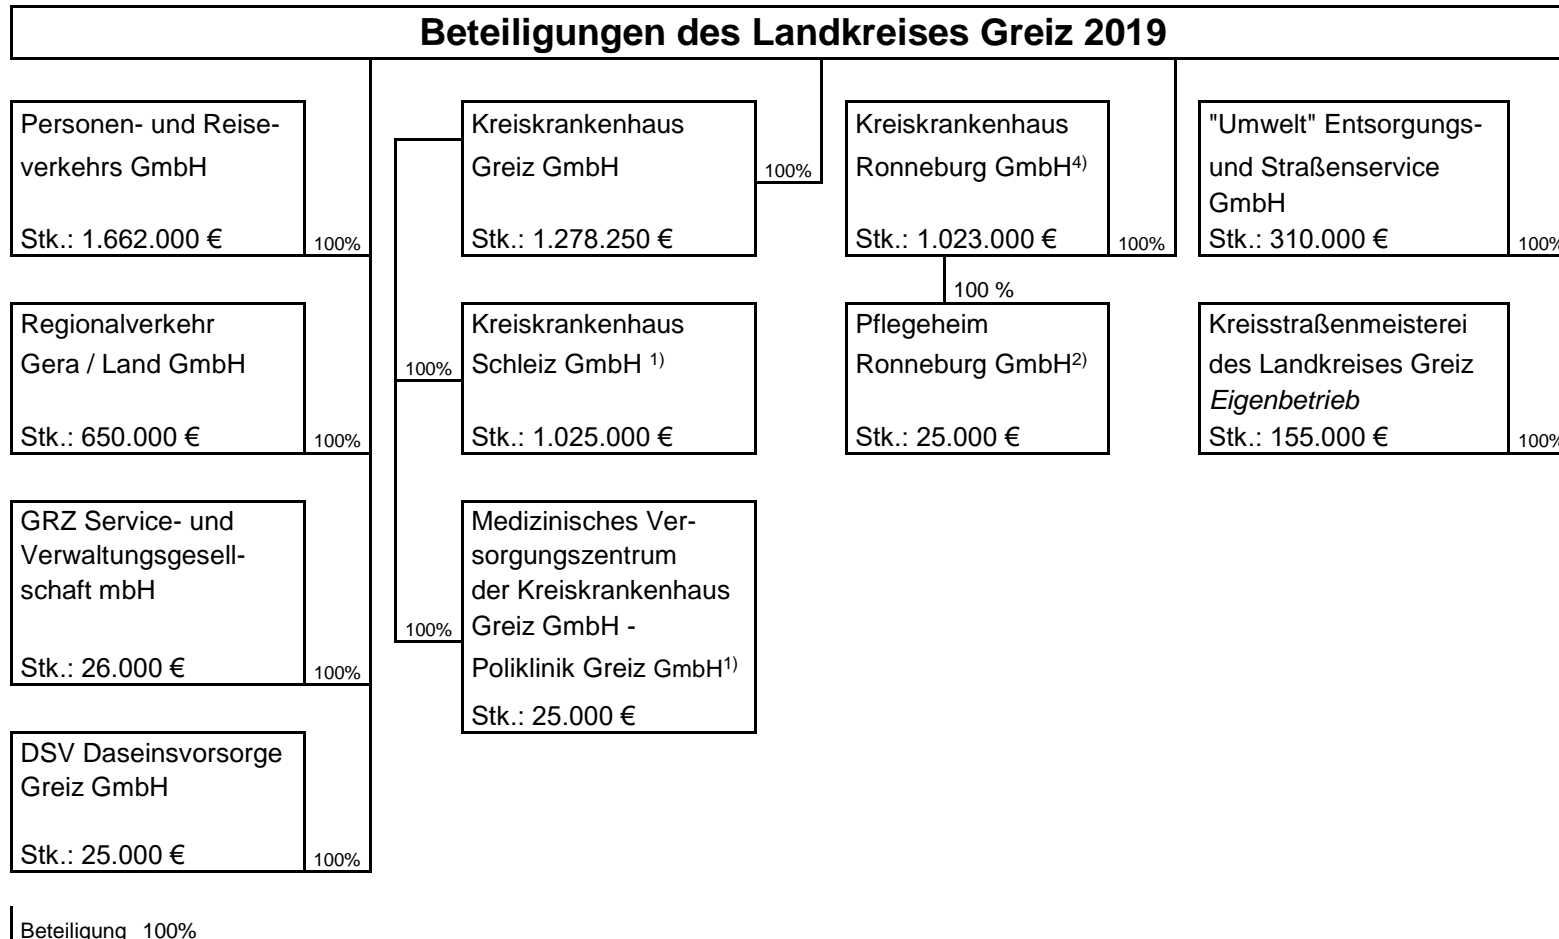 Beteiligungen des Landkreises Greiz 2019
Personen- und Reise-
verkehrs GmbH
Stk.: 1.662.000 €
100%
Regionalverkehr
Gera / Land GmbH
Stk.: 650.000 €
100%
GRZ Service- und
Verwaltungsgesell-
schaft mbH
Stk.: 26.000 €
100%
DSV Daseinsvorsorge
Greiz GmbH
Stk.: 25.000 €
100%
Kreiskrankenhaus
Greiz GmbH
100%
Stk.: 1.278.250 €
Kreiskrankenhaus
100% Schleiz GmbH 1)
Stk.: 1.025.000 €
Medizinisches Ver-
sorgungszentrum
der Kreiskrankenhaus
100% Greiz GmbH -
Poliklinik Greiz GmbH1)
Stk.: 25.000 €
Kreiskrankenhaus
Ronneburg GmbH4)
Stk.: 1.023.000 €
100%
100 %
Pflegeheim
Ronneburg GmbH2)
Stk.: 25.000 €
"Umwelt" Entsorgungs-
und Straßenservice
GmbH
Stk.: 310.000 €
100%
Kreisstraßenmeisterei
des Landkreises Greiz
Eigenbetrieb
Stk.: 155.000 €
100%
Beteiligung 100%